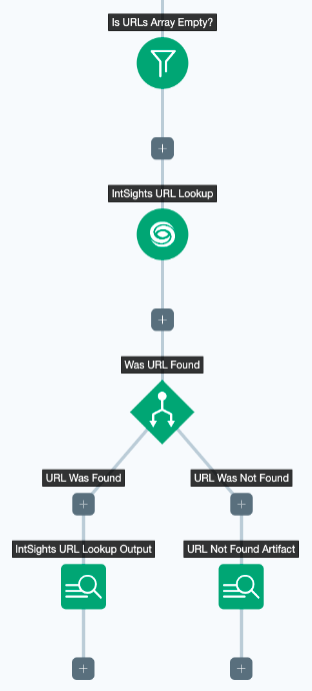 Is URLs Array Empty?
IntSights URL Lookup
Was URL Found
URL Was Found
URL Was Not Found
IntSights URL Lookup Output
URL Not Found Artifact